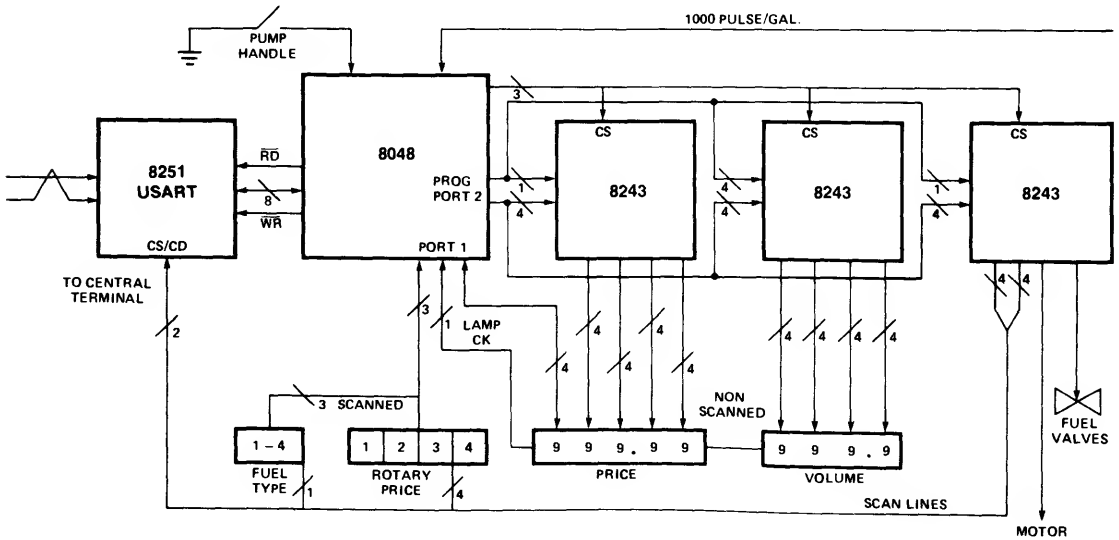 1000 PULSE/GAL.
PUMP
HANDLE
3
CS
CS
CS
8251
USART
RD
8
WR
CS/CD
8048
PROG
PORT 2
PORT 1
1
4
8243
4
4
8243
1
4
8243
TO CENTRAL
TERMINAL
2
3
1
LAMP
CK
4
4
4
4
4
4
4
4
4
4
4
3 SCANNED
NON
SCANNED
FUEL
VALVES
1 – 4
FUEL
TYPE
1
1 2 3 4
ROTARY
PRICE
4
9 9 9 . 9 9
PRICE
9 9 9 . 9
VOLUME
SCAN LINES
MOTOR